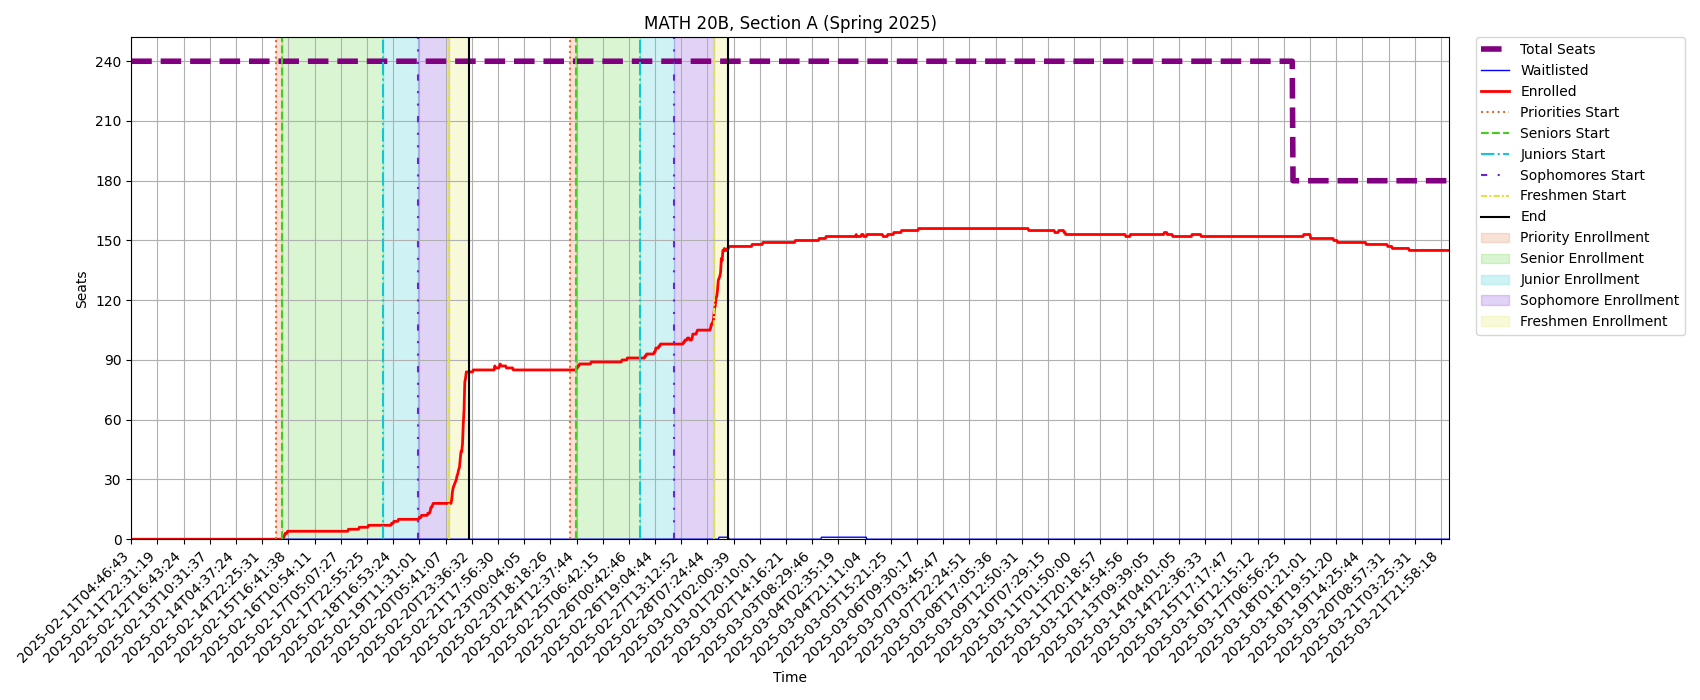 MATH 20B, Section A (Spring 2025)
Seats
240
210
180
150
120
90
60
30
0
2025-02-11T04:46:43
2025-02-11T22:31:19
2025-02-12T16:43:24
2025-02-13T10:31:37
2025-02-14T04:37:24
2025-02-14T22:25:31
2025-02-15T16:41:38
2025-02-16T10:54:11
2025-02-17T05:07:27
2025-02-17T22:55:25
2025-02-18T16:53:24
2025-02-19T11:31:01
2025-02-20T05:41:07
2025-02-20T23:36:32
2025-02-21T17:56:30
2025-02-23T00:04:05
2025-02-23T18:18:26
2025-02-24T12:37:44
2025-02-25T06:42:15
2025-02-26T00:42:46
2025-02-26T19:04:44
2025-02-27T13:12:52
2025-02-28T07:24:44
2025-03-01T02:00:39
2025-03-01T20:10:01
2025-03-02T14:16:21
2025-03-03T08:29:46
2025-03-04T02:35:19
2025-03-04T21:11:04
2025-03-05T15:21:25
2025-03-06T09:30:17
2025-03-07T03:45:47
2025-03-07T22:24:51
2025-03-08T17:05:36
2025-03-09T12:50:31
2025-03-10T07:29:15
2025-03-11T01:50:00
2025-03-11T20:18:57
2025-03-12T14:54:56
2025-03-13T09:39:05
2025-03-14T04:01:05
2025-03-14T22:36:33
2025-03-15T17:17:47
2025-03-16T12:15:12
2025-03-17T06:56:25
2025-03-18T01:21:01
2025-03-18T19:51:20
2025-03-19T14:25:44
2025-03-20T08:57:31
2025-03-21T03:25:31
2025-03-21T21:58:18
Time
Total Seats
Waitlisted
Enrolled
Priorities Start
Seniors Start
Juniors Start
Sophomores Start
Freshmen Start
End
Priority Enrollment
Senior Enrollment
Junior Enrollment
Sophomore Enrollment
Freshmen Enrollment